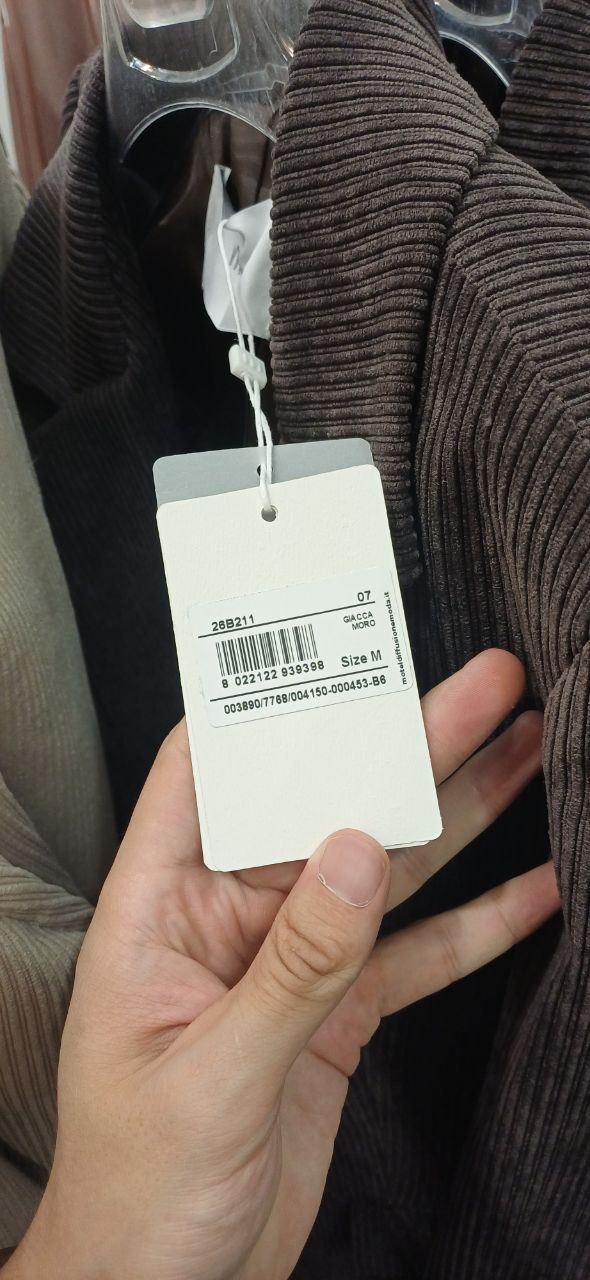 26B211 07
GIACCA
MORO
8 022122 939398 Size M
003890/7768/004150-000453-B6
moteldiffusionemoda.it